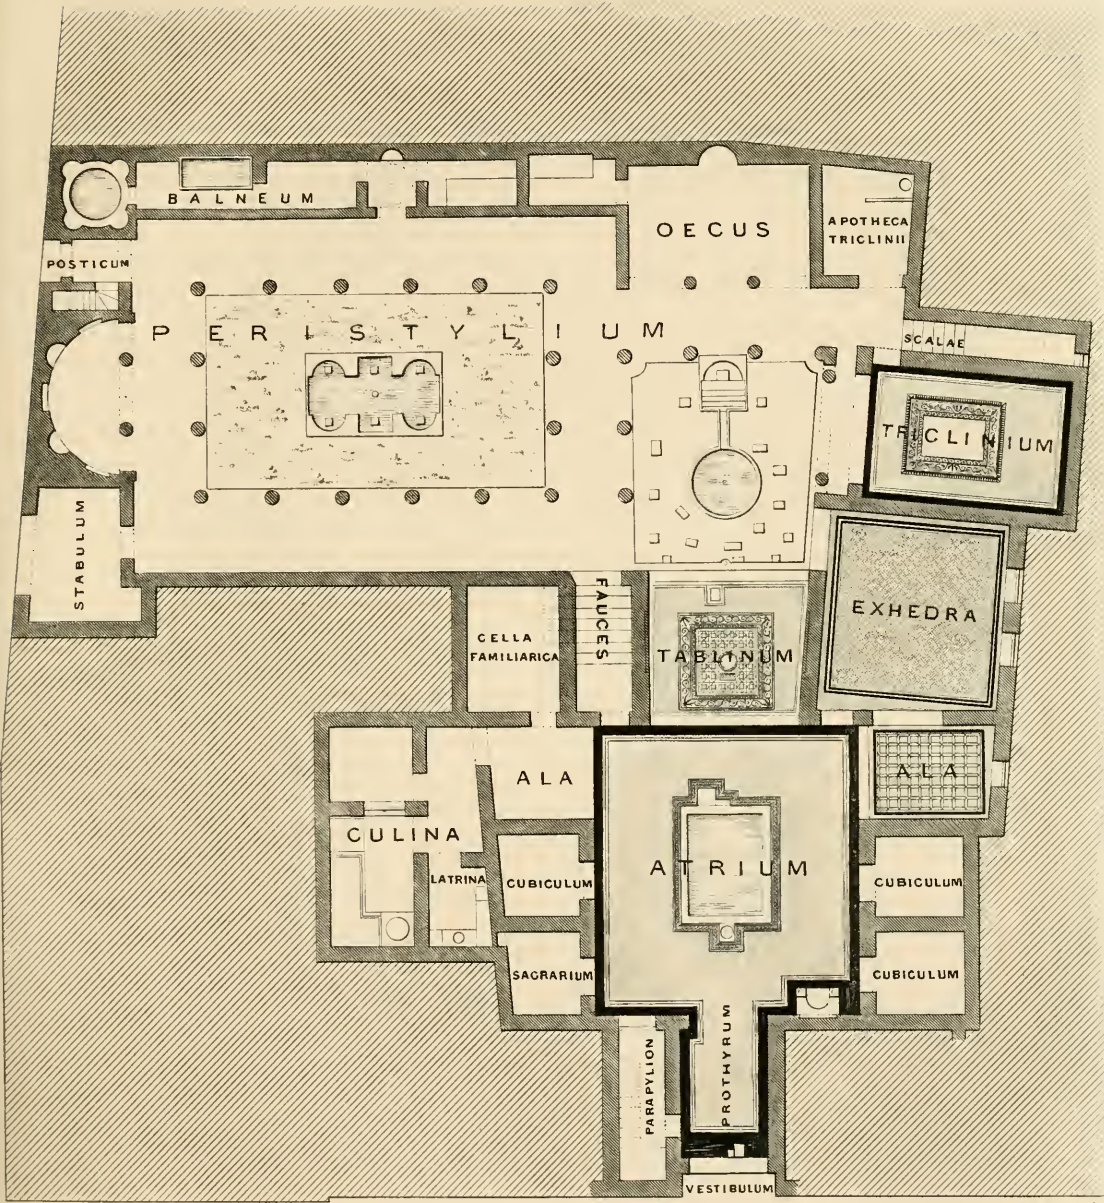 BALNEUM
OECUS
APOTHECA
TRICLINII
POSTICUM
PERISTYLIUM
SCALAE
TRICLINIUM
STABULUM
FAUCES
EXHEDRA
CELLA
FAMILIARICA
TABLINUM
ALA
ALA
CULINA
ATRIUM
LATRINA
CUBICULUM
CUBICULUM
SACRARIUM
CUBICULUM
PARAPYLION
PROTHYRUM
VESTIBULUM